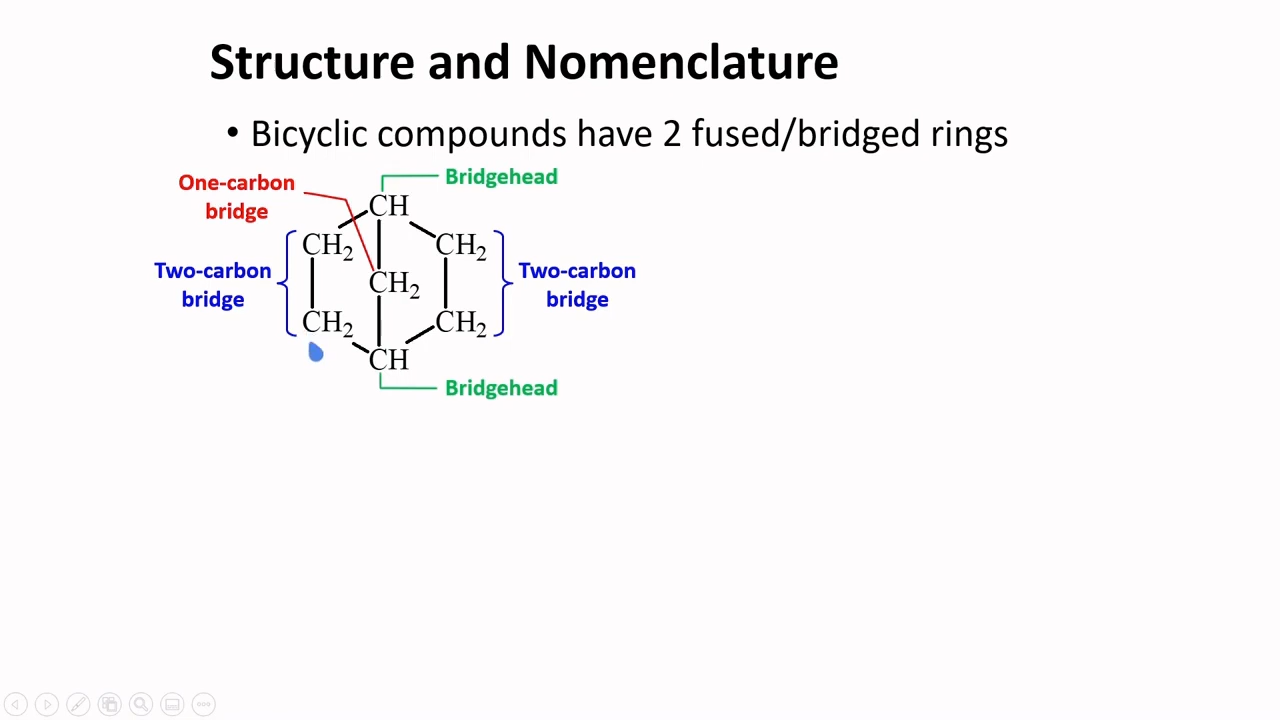 Structure and Nomenclature
• Bicyclic compounds have 2 fused/bridged rings
One-carbon
bridge
Bridgehead
CH
CH₂
CH₂
Two-carbon
bridge
CH₂
Two-carbon
bridge
CH₂
CH₂
CH
Bridgehead